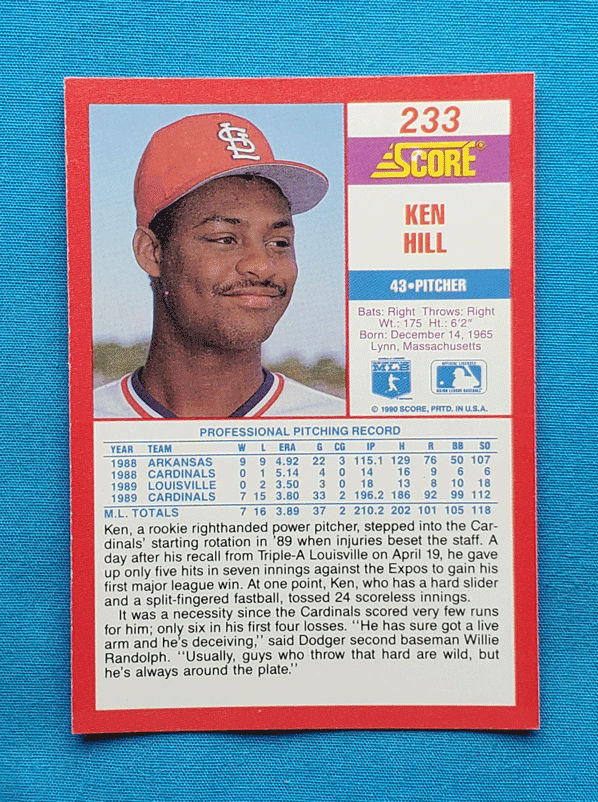 233
SCORE®
KEN
HILL
43•PITCHER
Bats: Right Throws: Right
Wt.: 175 Ht.: 6'2"
Born: December 14, 1965
Lynn, Massachusetts
MLB
© 1990 SCORE, PRTD. IN U.S.A.
StL
PROFESSIONAL PITCHING RECORD
YEAR TEAM W L ERA G CG IP H R BB SO
1988 ARKANSAS 9 9 4.92 22 3 115.1 129 76 50 107
1988 CARDINALS 0 1 5.14 4 0 14 16 9 6 6
1989 LOUISVILLE 0 2 3.50 3 0 18 13 8 10 18
1989 CARDINALS 7 15 3.80 33 2 196.2 186 92 99 112
M.L. TOTALS 7 16 3.89 37 2 210.2 202 101 105 118
Ken, a rookie righthanded power pitcher, stepped into the Car-
dinals' starting rotation in '89 when injuries beset the staff. A
day after his recall from Triple-A Louisville on April 19, he gave
up only five hits in seven innings against the Expos to gain his
first major league win. At one point, Ken, who has a hard slider
and a split-fingered fastball, tossed 24 scoreless innings.
It was a necessity since the Cardinals scored very few runs
for him; only six in his first four losses. "He has sure got a live
arm and he's deceiving," said Dodger second baseman Willie
Randolph. "Usually, guys who throw that hard are wild, but
he's always around the plate."